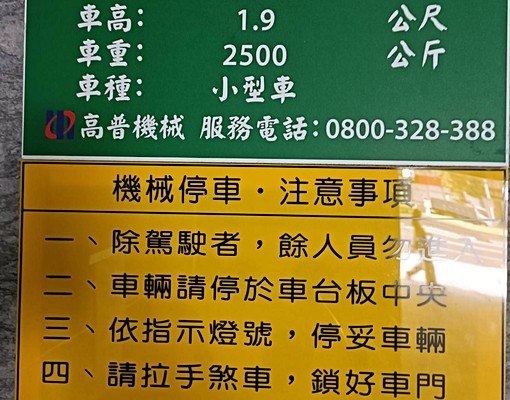 車高： 1.9 公尺
車重： 2500 公斤
車種： 小型車
高普機械 服務電話：0800-328-388
機械停車・注意事項
一、除駕駛者，餘人員勿進入
二、車輛請停於車台板中央
三、依指示燈號，停妥車輛
四、請拉手煞車，鎖好車門